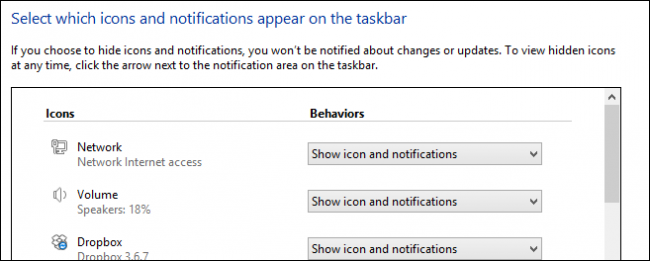 Select which icons and notifications appear on the taskbar
If you choose to hide icons and notifications, you won't be notified about changes or updates. To view hidden icons
at any time, click the arrow next to the notification area on the taskbar.
Icons Behaviors
Network
Network Internet access
Show icon and notifications
Volume
Speakers: 18%
Show icon and notifications
Dropbox
Dropbox 3.6.7
Show icon and notifications